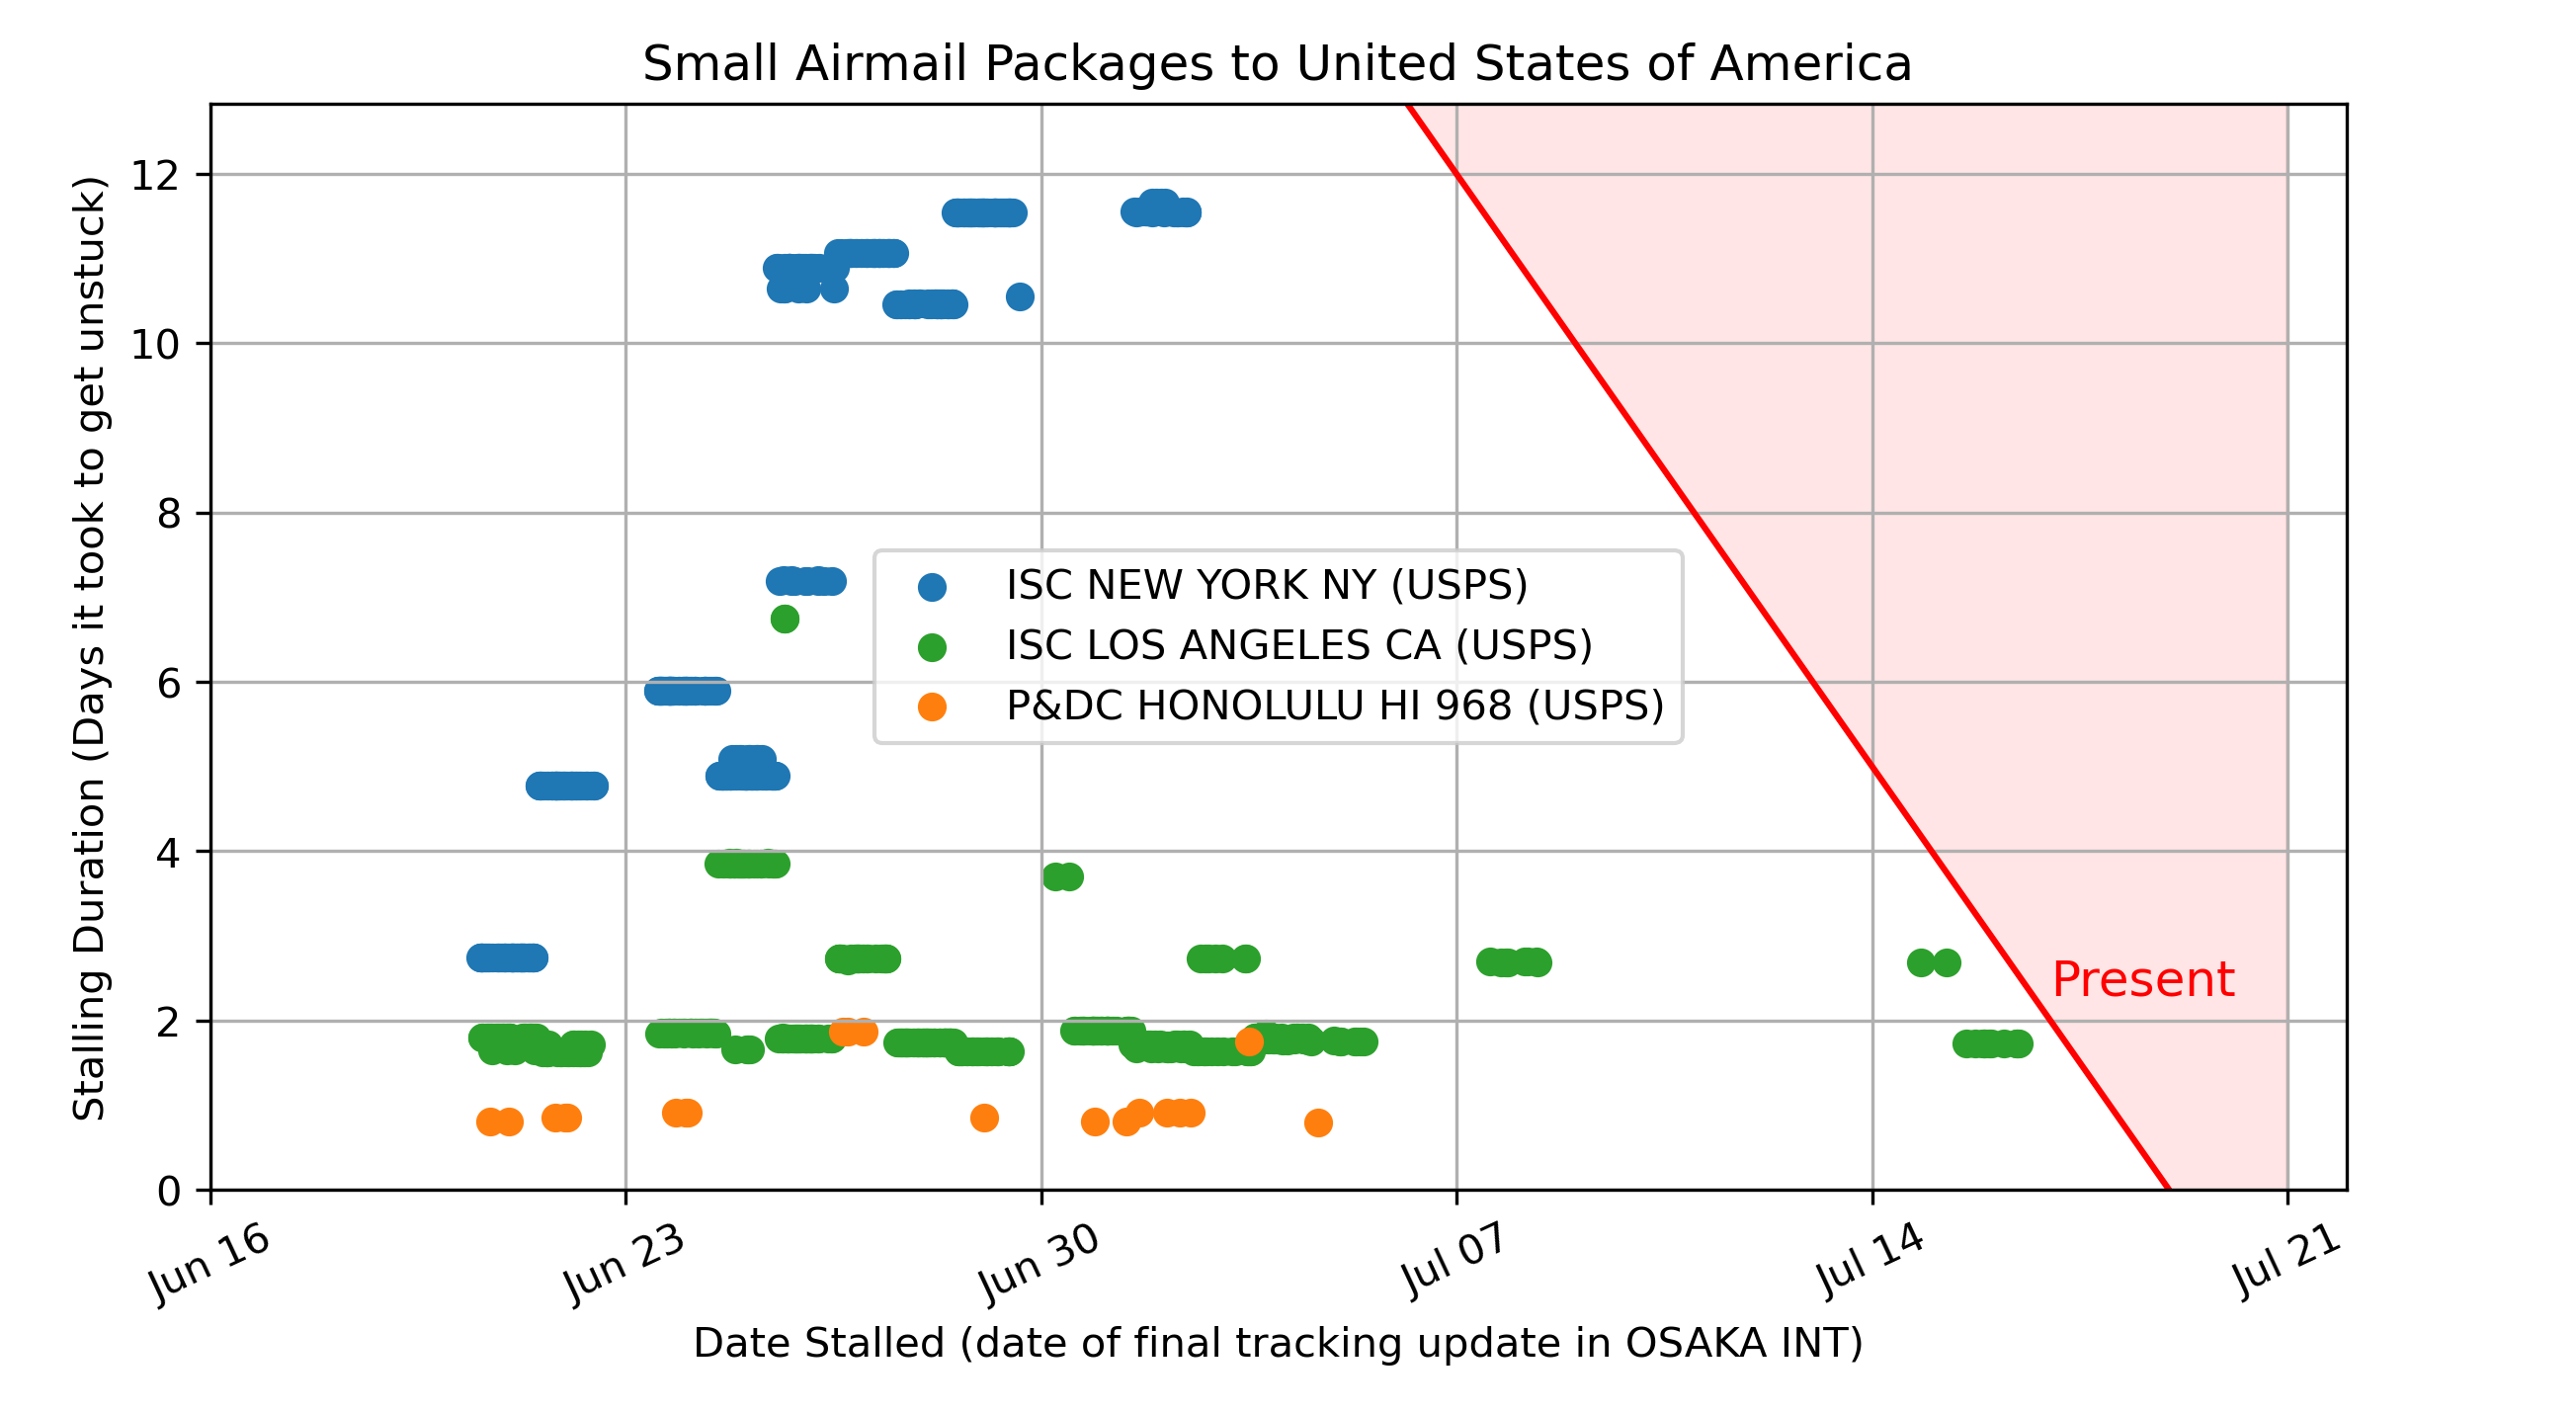 Small Airmail Packages to United States of America
Stalling Duration (Days it took to get unstuck)
12
10
8
6
4
2
0
ISC NEW YORK NY (USPS)
ISC LOS ANGELES CA (USPS)
P&DC HONOLULU HI 968 (USPS)
Present
Jun 16
Jun 23
Jun 30
Jul 07
Jul 14
Jul 21
Date Stalled (date of final tracking update in OSAKA INT)